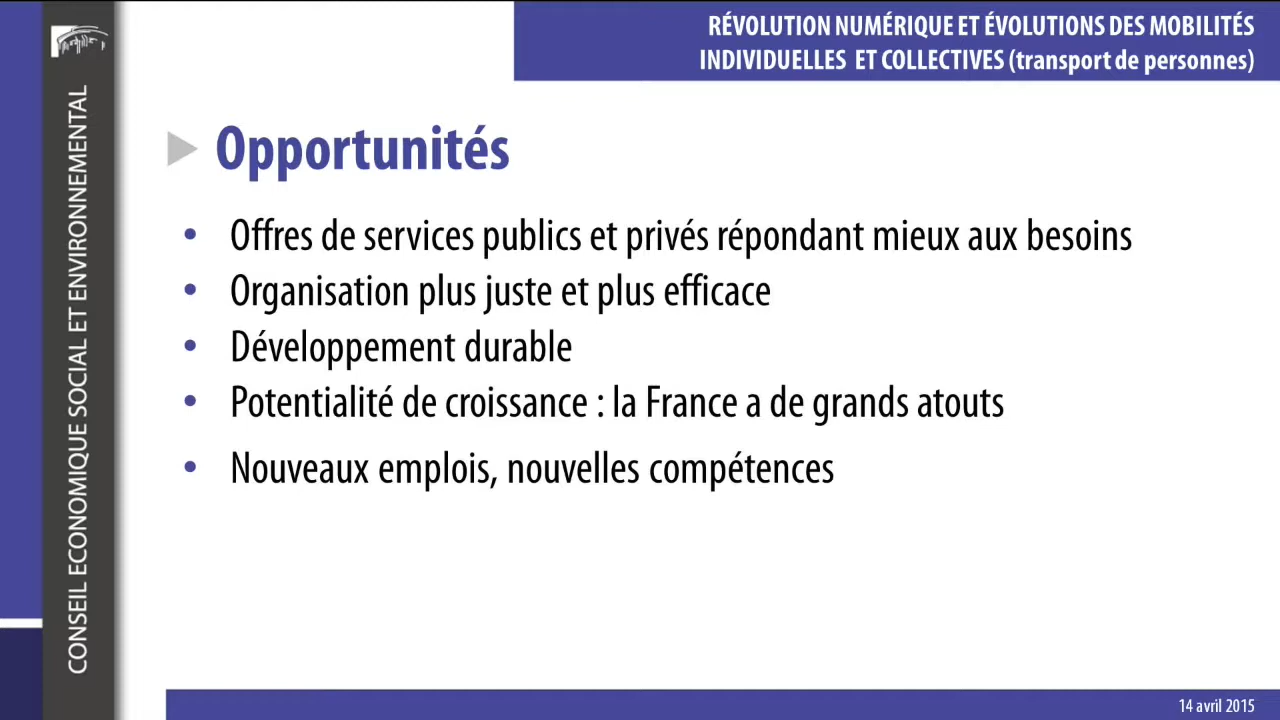 RÉVOLUTION NUMÉRIQUE ET ÉVOLUTIONS DES MOBILITÉS
INDIVIDUELLES ET COLLECTIVES (transport de personnes)
CONSEIL ECONOMIQUE SOCIAL ET ENVIRONNEMENTAL
Opportunités
• Offres de services publics et privés répondant mieux aux besoins
• Organisation plus juste et plus efficace
• Développement durable
• Potentialité de croissance : la France a de grands atouts
• Nouveaux emplois, nouvelles compétences
14 avril 2015